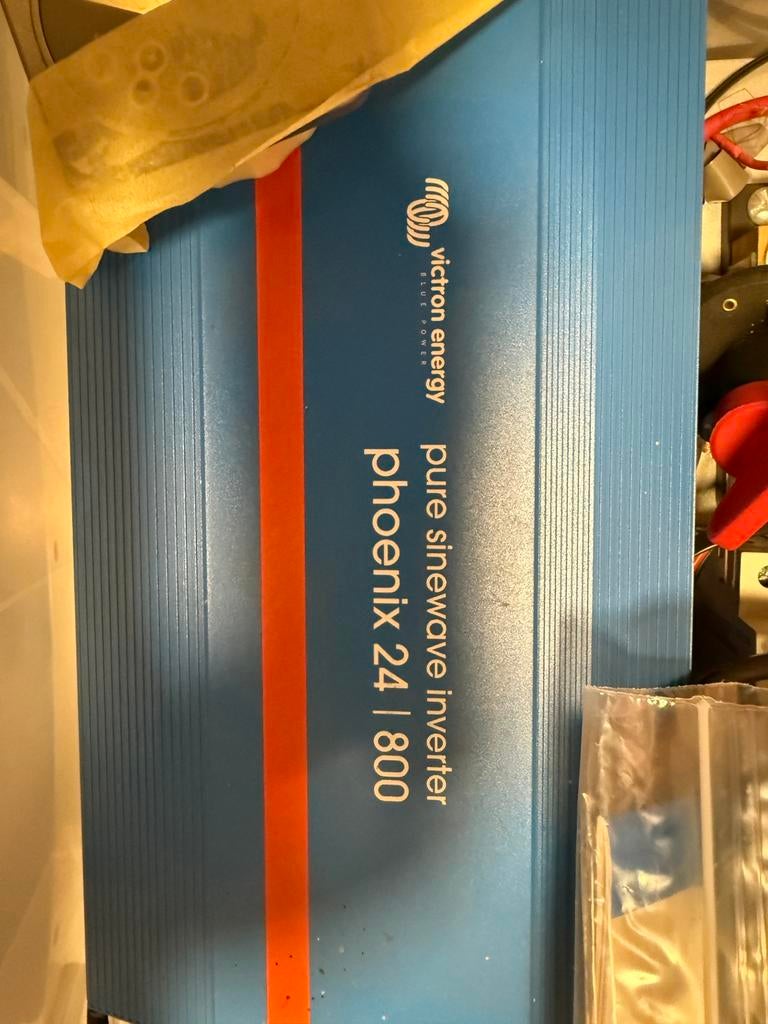 victron energy
BLUE POWER
pure sinewave inverter
phoenix 24 | 800